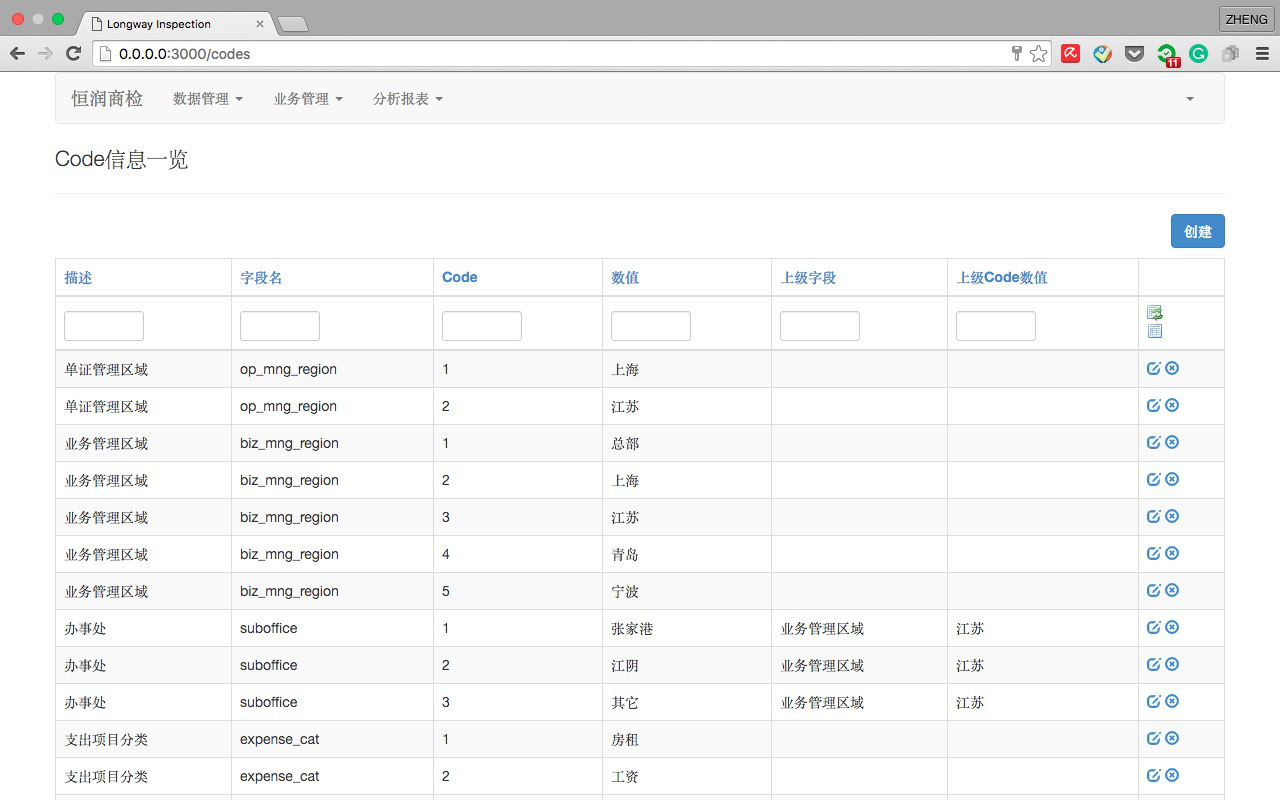 Longway Inspection
ZHENG
0.0.0.0:3000/codes
11
恒润商检 数据管理 业务管理 分析报表
Code信息一览
创建
描述 字段名 Code 数值 上级字段 上级Code数值
单证管理区域 op_mng_region 1 上海
单证管理区域 op_mng_region 2 江苏
业务管理区域 biz_mng_region 1 总部
业务管理区域 biz_mng_region 2 上海
业务管理区域 biz_mng_region 3 江苏
业务管理区域 biz_mng_region 4 青岛
业务管理区域 biz_mng_region 5 宁波
办事处 suboffice 1 张家港 业务管理区域 江苏
办事处 suboffice 2 江阴 业务管理区域 江苏
办事处 suboffice 3 其它 业务管理区域 江苏
支出项目分类 expense_cat 1 房租
支出项目分类 expense_cat 2 工资